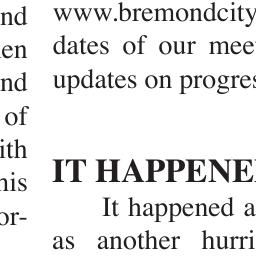 nd
en
nd
of
ith
his
or-
www.bremondcity
dates of our mee
updates on progres
IT HAPPENE
It happened a
as another hurri